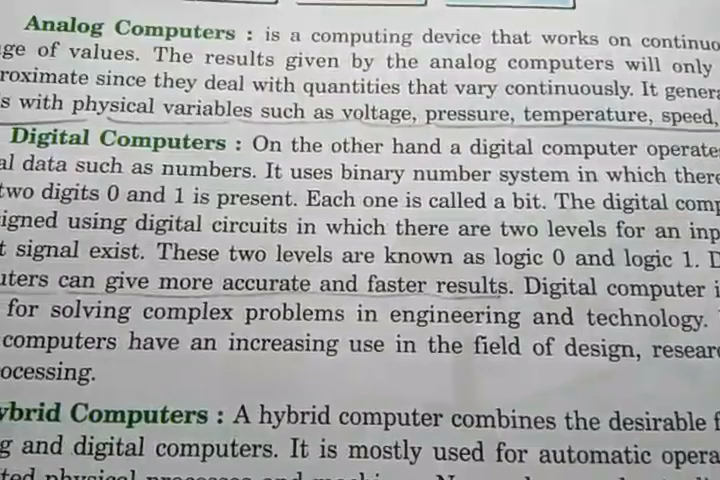 Analog Computers : is a computing device that works on continuo
ge of values. The results given by the analog computers will only
roximate since they deal with quantities that vary continuously. It genera
s with physical variables such as voltage, pressure, temperature, speed,
Digital Computers : On the other hand a digital computer operate
al data such as numbers. It uses binary number system in which there
two digits 0 and 1 is present. Each one is called a bit. The digital comp
igned using digital circuits in which there are two levels for an inp
t signal exist. These two levels are known as logic 0 and logic 1. D
uters can give more accurate and faster results. Digital computer i
for solving complex problems in engineering and technology.
computers have an increasing use in the field of design, resear
ocessing.
ybrid Computers : A hybrid computer combines the desirable f
g and digital computers. It is mostly used for automatic opera
ted physical processes and